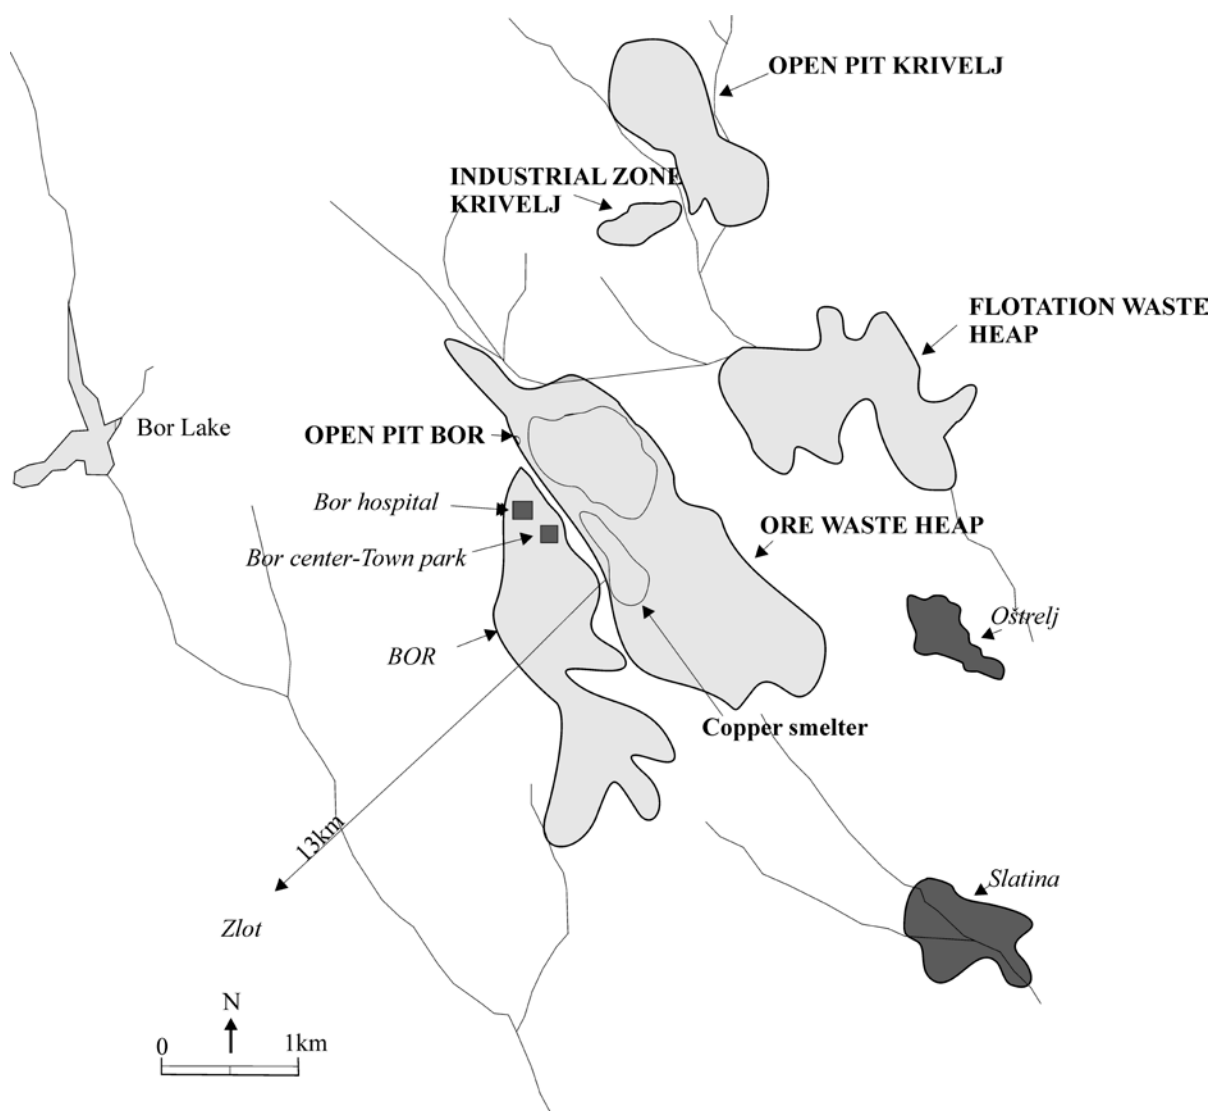 OPEN PIT KRIVELJ
INDUSTRIAL ZONE
KRIVELJ
FLOTATION WASTE
HEAP
Bor Lake
OPEN PIT BOR
Bor hospital
ORE WASTE HEAP
Bor center-Town park
Oštrelj
BOR
Copper smelter
13km
Slatina
Zlot
N
0
1km